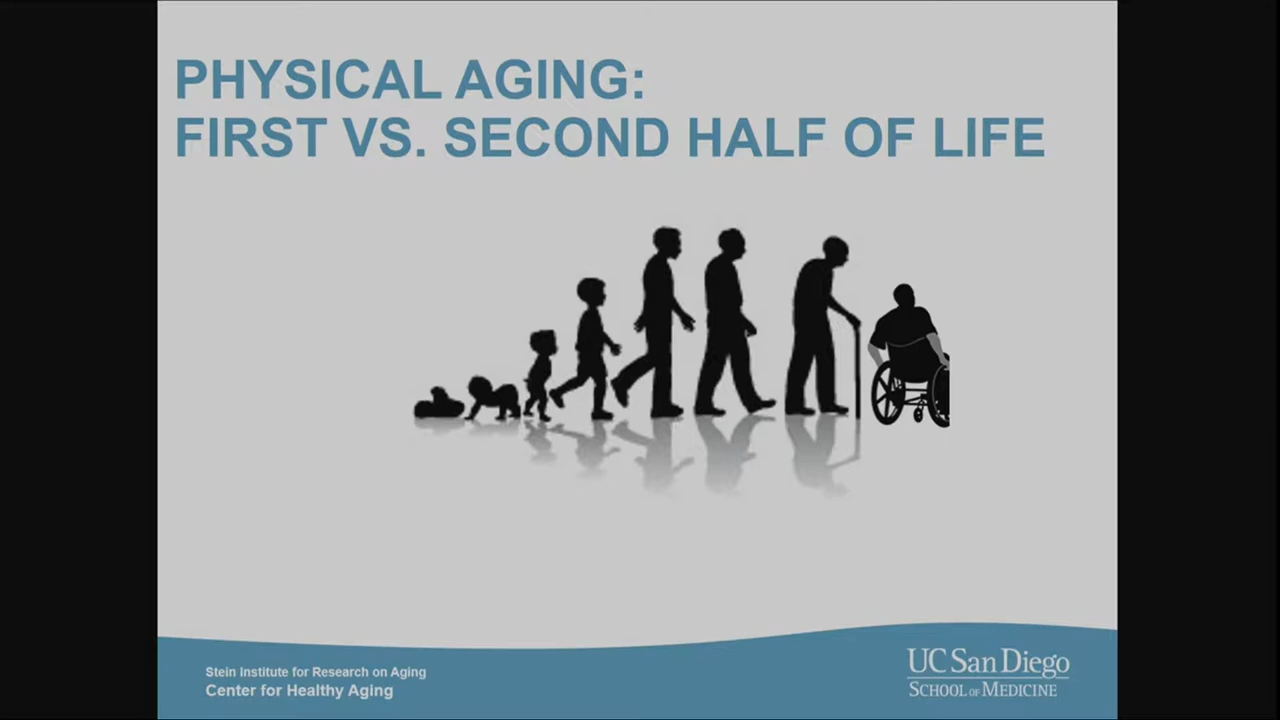 PHYSICAL AGING:
FIRST VS. SECOND HALF OF LIFE
Stein Institute for Research on Aging
Center for Healthy Aging
UC San Diego
SCHOOL OF MEDICINE